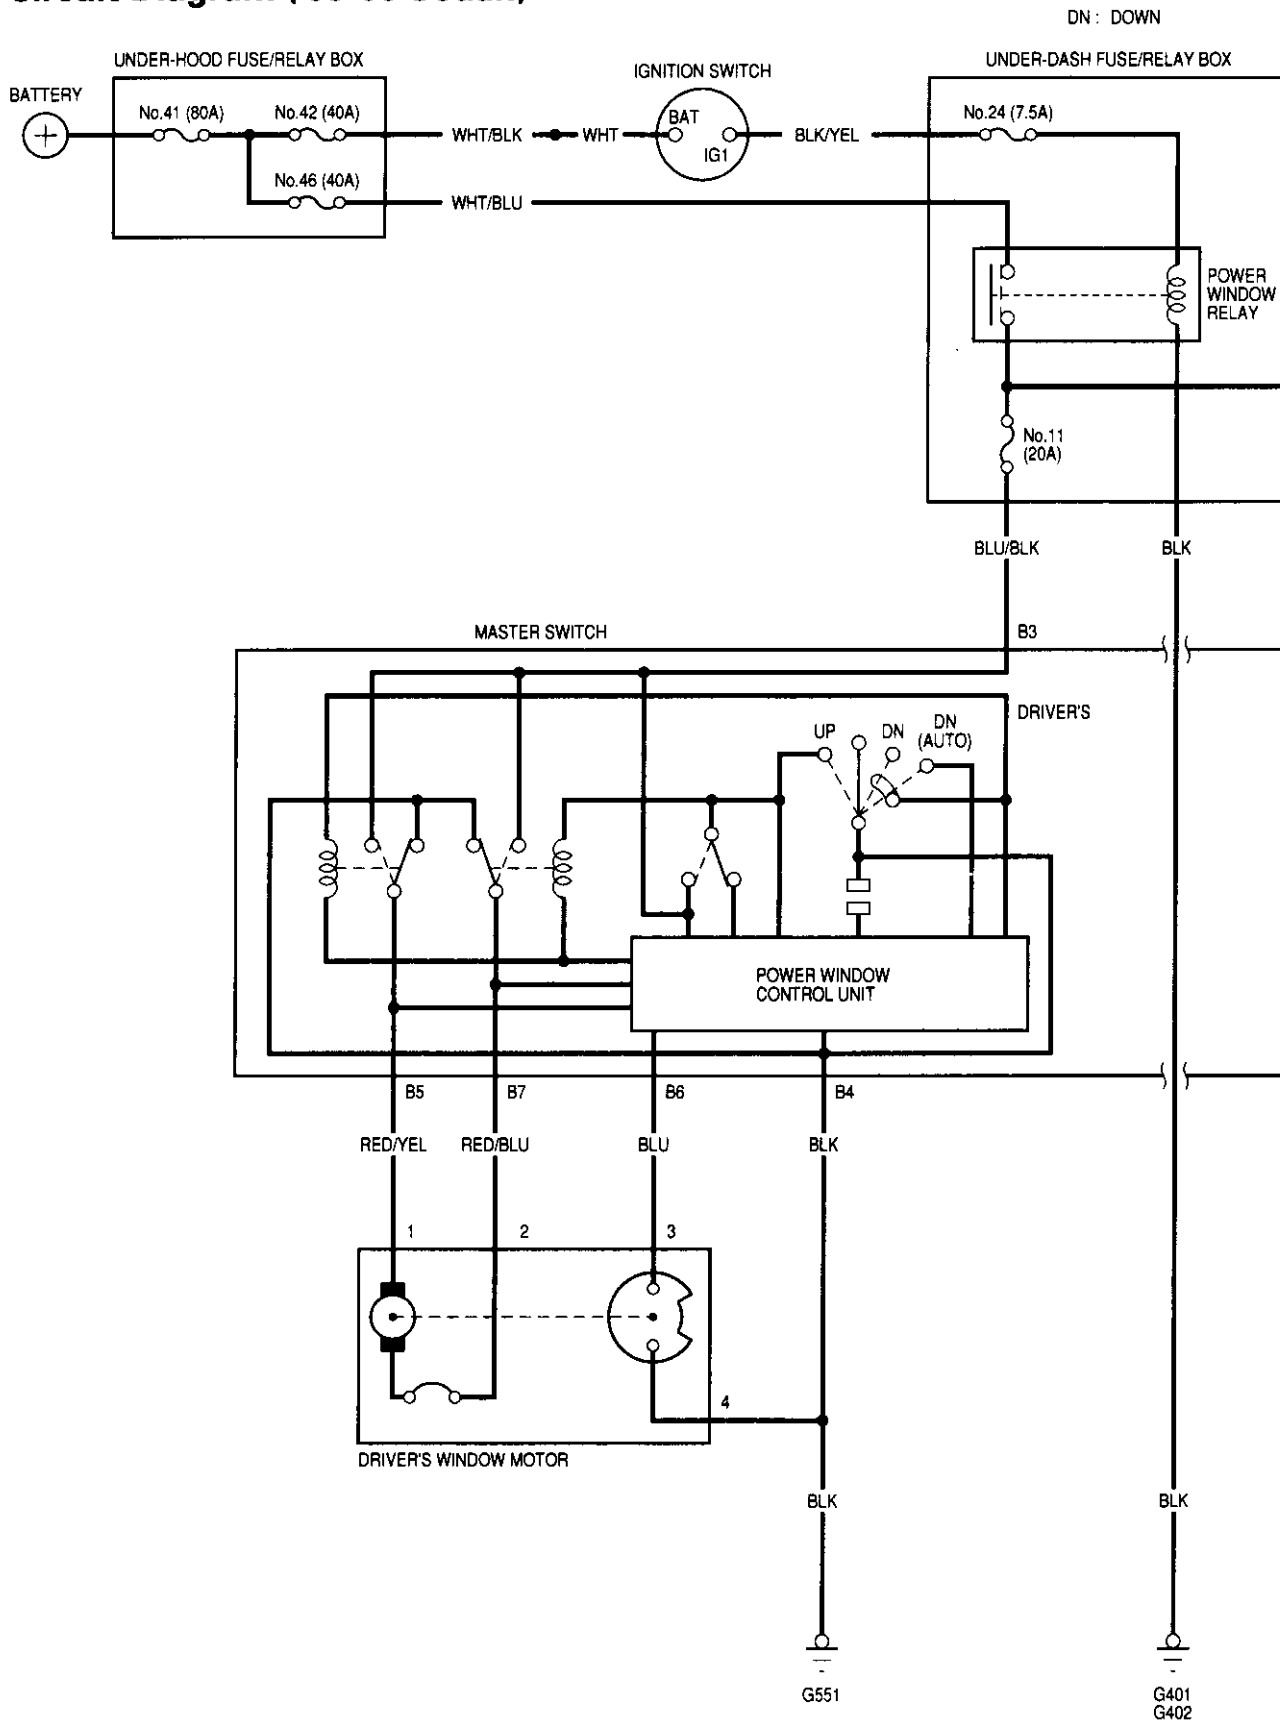 DN : DOWN
UNDER-HOOD FUSE/RELAY BOX
IGNITION SWITCH
UNDER-DASH FUSE/RELAY BOX
BATTERY
No.41 (80A)
No.42 (40A)
WHT/BLK
WHT
BAT
IG1
BLK/YEL
No.24 (7.5A)
No.46 (40A)
WHT/BLU
POWER
WINDOW
RELAY
No.11
(20A)
BLU/BLK
BLK
MASTER SWITCH
B3
DRIVER'S
UP
DN
DN
(AUTO)
POWER WINDOW
CONTROL UNIT
B5
B7
B6
B4
RED/YEL
RED/BLU
BLU
BLK
1
2
3
4
DRIVER'S WINDOW MOTOR
BLK
BLK
G551
G401
G402